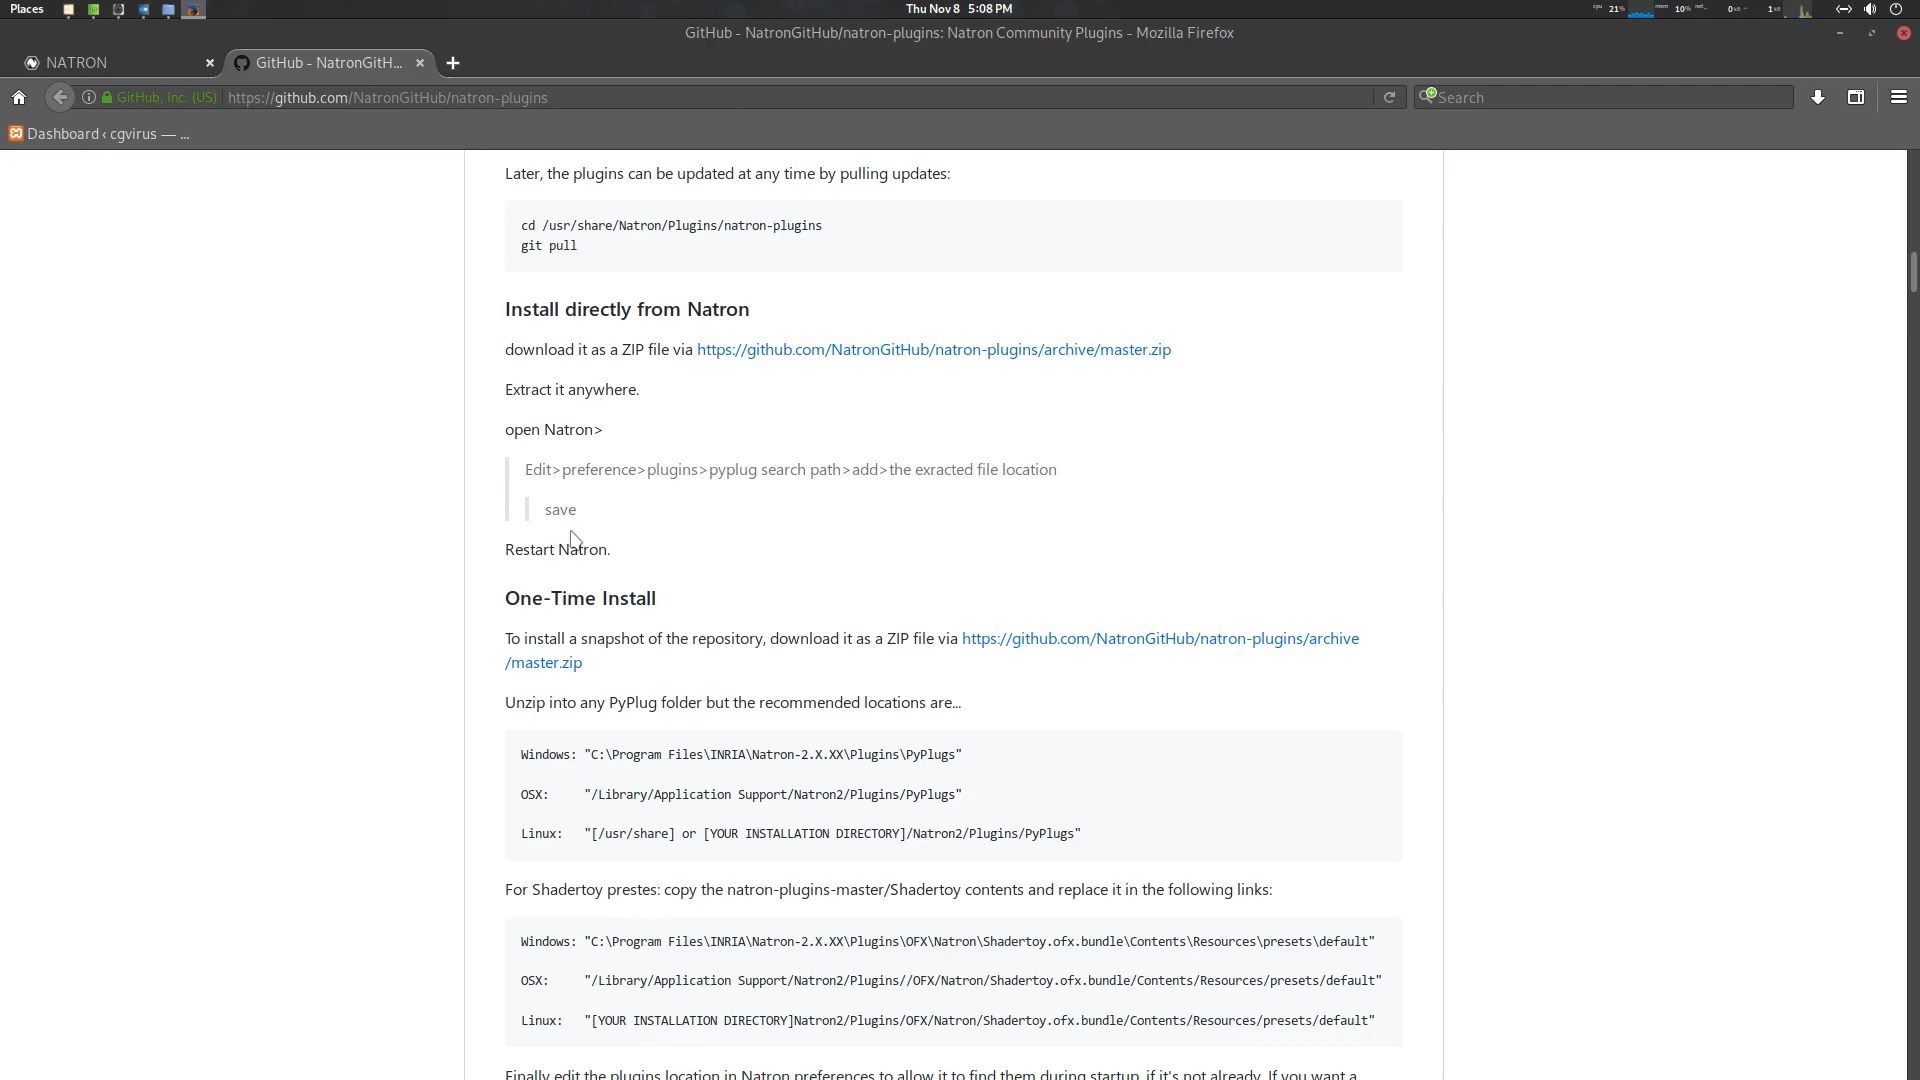 Places
Thu Nov 8 5:08 PM
cpu 21% mem 10% net 0 kB 1 kB
GitHub - NatronGitHub/natron-plugins: Natron Community Plugins - Mozilla Firefox
NATRON
GitHub - NatronGitH...
GitHub, Inc. (US) https://github.com/NatronGitHub/natron-plugins
Search
Dashboard ‹ cgvirus — ...
Later, the plugins can be updated at any time by pulling updates:
cd /usr/share/Natron/Plugins/natron-plugins
git pull
Install directly from Natron
download it as a ZIP file via https://github.com/NatronGitHub/natron-plugins/archive/master.zip
Extract it anywhere.
open Natron>
Edit>preference>plugins>pyplug search path>add>the exracted file location
save
Restart Natron.
One-Time Install
To install a snapshot of the repository, download it as a ZIP file via https://github.com/NatronGitHub/natron-plugins/archive
/master.zip
Unzip into any PyPlug folder but the recommended locations are...
Windows: "C:\Program Files\INRIA\Natron-2.X.XX\Plugins\PyPlugs"
OSX: "/Library/Application Support/Natron2/Plugins/PyPlugs"
Linux: "[/usr/share] or [YOUR INSTALLATION DIRECTORY]/Natron2/Plugins/PyPlugs"
For Shadertoy prestes: copy the natron-plugins-master/Shadertoy contents and replace it in the following links:
Windows: "C:\Program Files\INRIA\Natron-2.X.XX\Plugins\OFX\Natron\Shadertoy.ofx.bundle\Contents\Resources\presets\default"
OSX: "/Library/Application Support/Natron2/Plugins//OFX/Natron/Shadertoy.ofx.bundle/Contents/Resources/presets/default"
Linux: "[YOUR INSTALLATION DIRECTORY]Natron2/Plugins/OFX/Natron/Shadertoy.ofx.bundle/Contents/Resources/presets/default"
Finally edit the plugins location in Natron preferences to allow it to find them during startup, if it's not already. If you want a